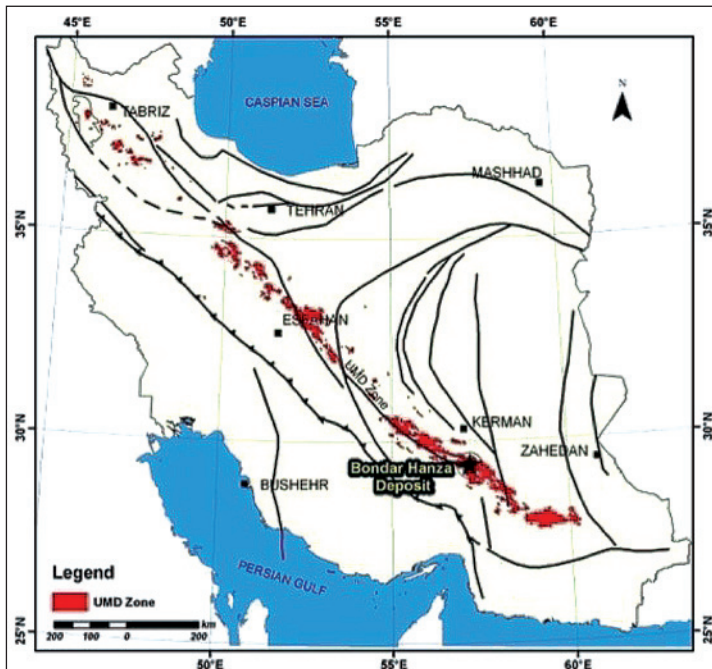 45°E 50°E 55°E 60°E
N
CASPIAN SEA
TABRIZ
MASHHAD
TEHRAN
35°N
35°N
ESFAHAN
UMD Zone
KERMAN
30°N
30°N
ZAHEDAN
Bondar Hanza
Deposit
BUSHEHR
PERSIAN GULF
Legend
UMD Zone
200 100 0 200
km
25°N
25°N
50°E 55°E 60°E